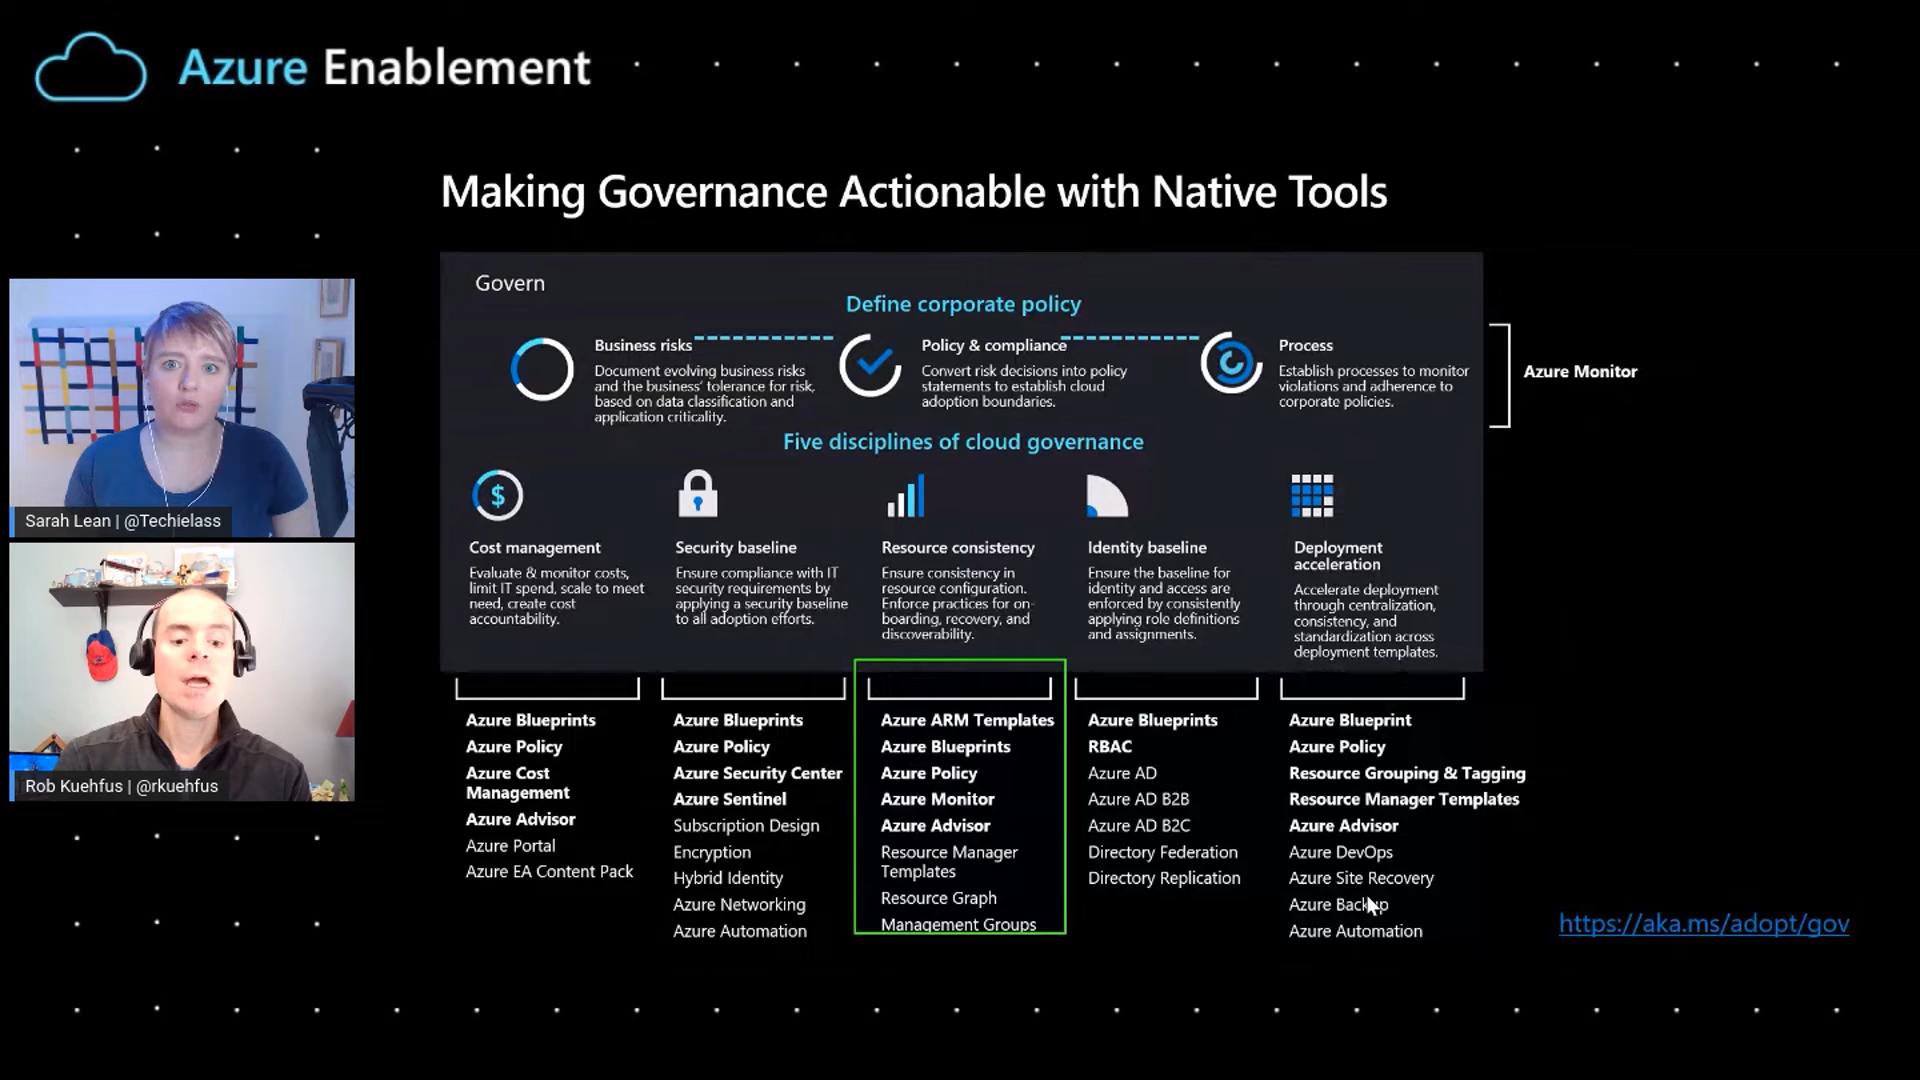 Azure Enablement
Making Governance Actionable with Native Tools
Govern
Define corporate policy
Business risks
Document evolving business risks
and the business' tolerance for risk,
based on data classification and
application criticality.
Policy & compliance
Convert risk decisions into policy
statements to establish cloud
adoption boundaries.
Process
Establish processes to monitor
violations and adherence to
corporate policies.
Azure Monitor
Five disciplines of cloud governance
$
Cost management
Evaluate & monitor costs,
limit IT spend, scale to meet
need, create cost
accountability.
Security baseline
Ensure compliance with IT
security requirements by
applying a security baseline
to all adoption efforts.
Resource consistency
Ensure consistency in
resource configuration.
Enforce practices for on-
boarding, recovery, and
discoverability.
Identity baseline
Ensure the baseline for
identity and access are
enforced by consistently
applying role definitions
and assignments.
Deployment
acceleration
Accelerate deployment
through centralization,
consistency, and
standardization across
deployment templates.
Azure Blueprints
Azure Policy
Azure Cost
Management
Azure Advisor
Azure Portal
Azure EA Content Pack
Azure Blueprints
Azure Policy
Azure Security Center
Azure Sentinel
Subscription Design
Encryption
Hybrid Identity
Azure Networking
Azure Automation
Azure ARM Templates
Azure Blueprints
Azure Policy
Azure Monitor
Azure Advisor
Resource Manager
Templates
Resource Graph
Management Groups
Azure Blueprints
RBAC
Azure AD
Azure AD B2B
Azure AD B2C
Directory Federation
Directory Replication
Azure Blueprint
Azure Policy
Resource Grouping & Tagging
Resource Manager Templates
Azure Advisor
Azure DevOps
Azure Site Recovery
Azure Backup
Azure Automation
https://aka.ms/adopt/gov
Sarah Lean | @Techielass
Rob Kuehfus | @rkuehfus